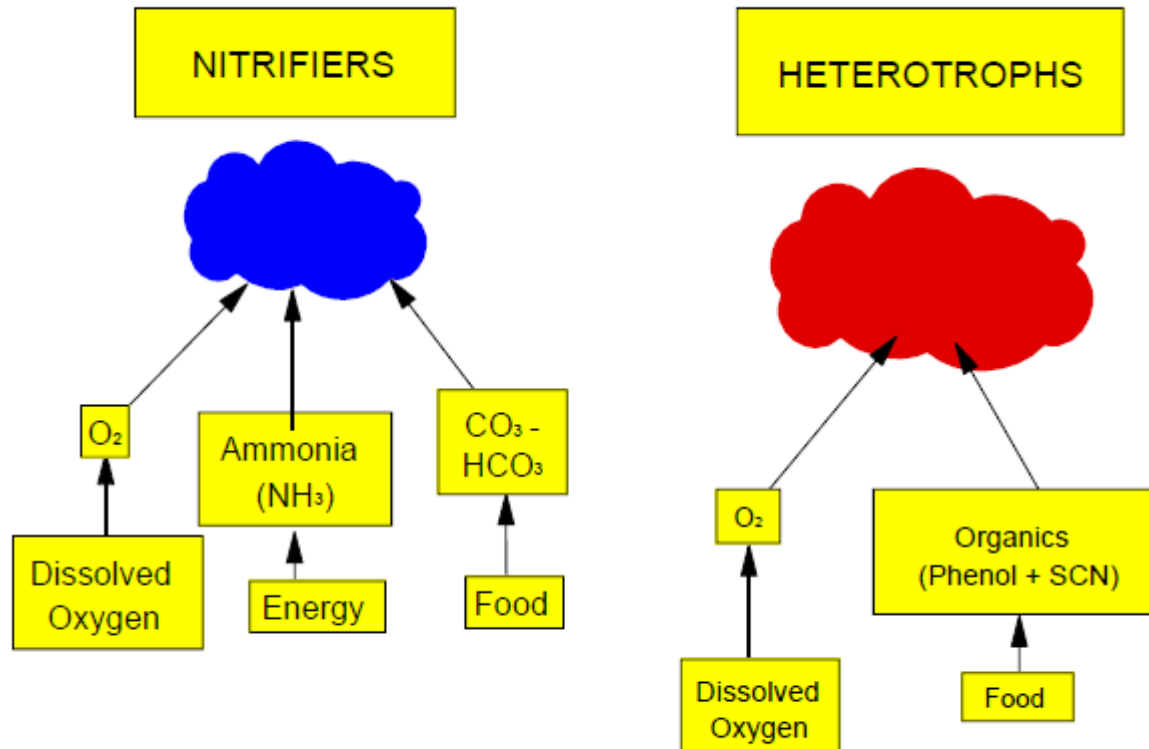 NITRIFIERS
O₂
Ammonia
(NH₃)
CO₃ -
HCO₃
Dissolved
Oxygen
Energy
Food
HETEROTROPHS
O₂
Organics
(Phenol + SCN)
Dissolved
Oxygen
Food